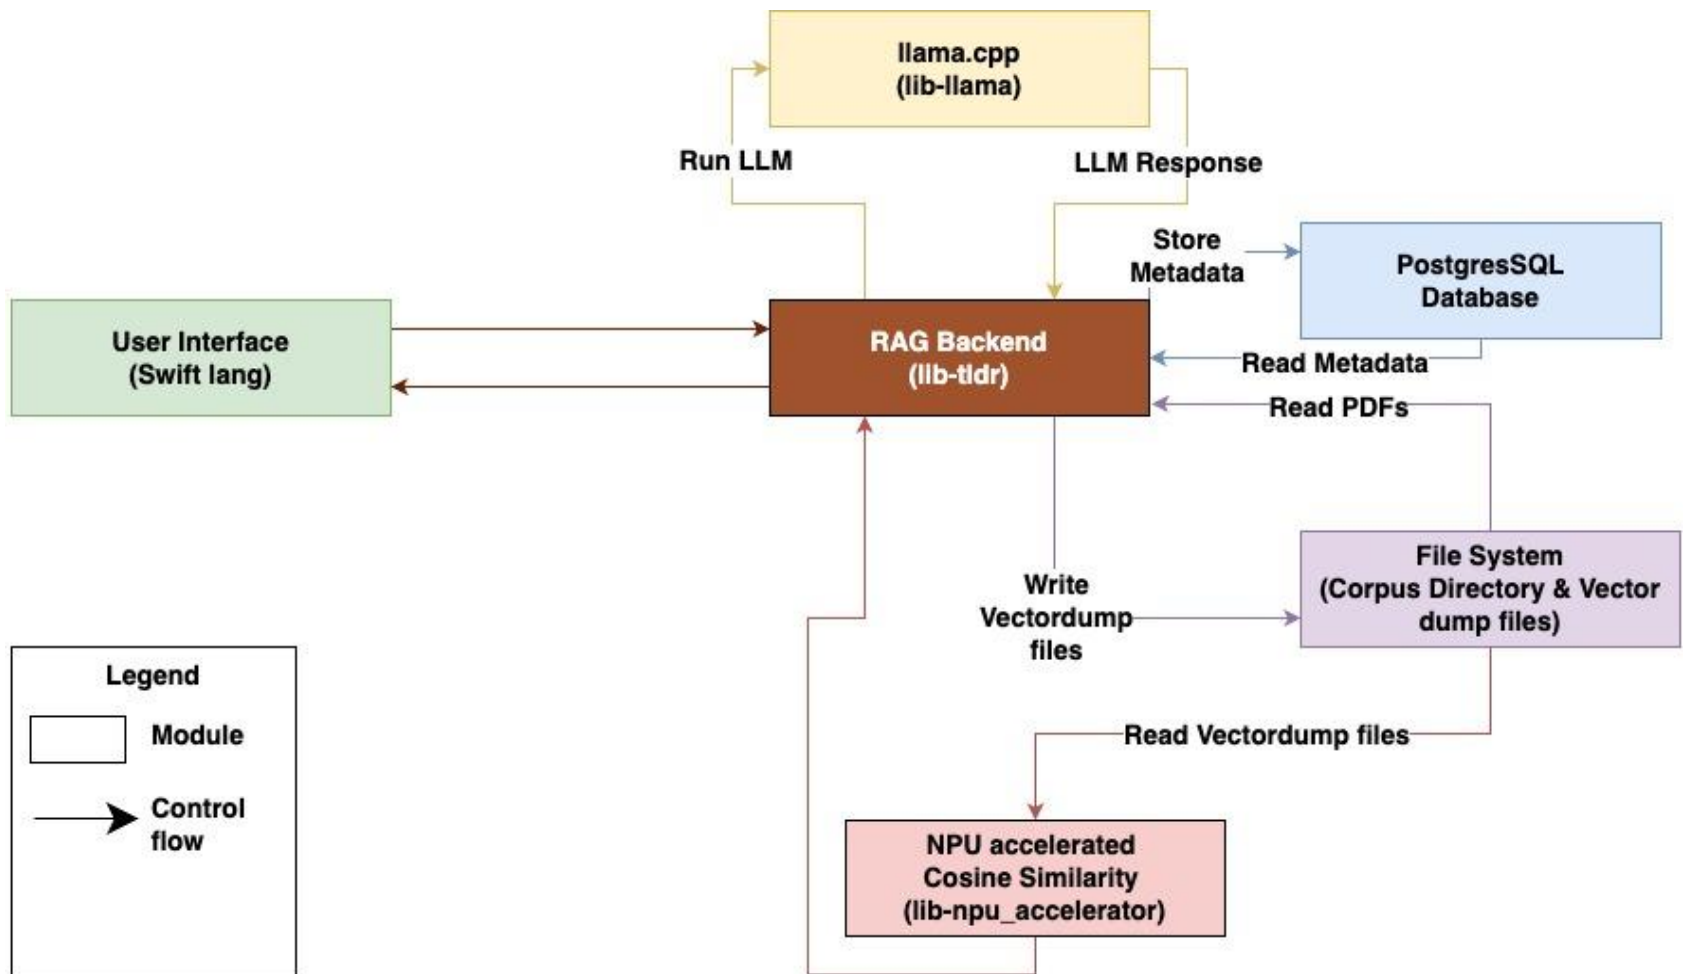 llama.cpp
(lib-llama)
Run LLM
LLM Response
Store
Metadata
PostgresSQL
Database
User Interface
(Swift lang)
RAG Backend
(lib-tldr)
Read Metadata
Read PDFs
File System
(Corpus Directory & Vector
dump files)
Write
Vectordump
files
Legend
Module
Control
flow
Read Vectordump files
NPU accelerated
Cosine Similarity
(lib-npu_accelerator)